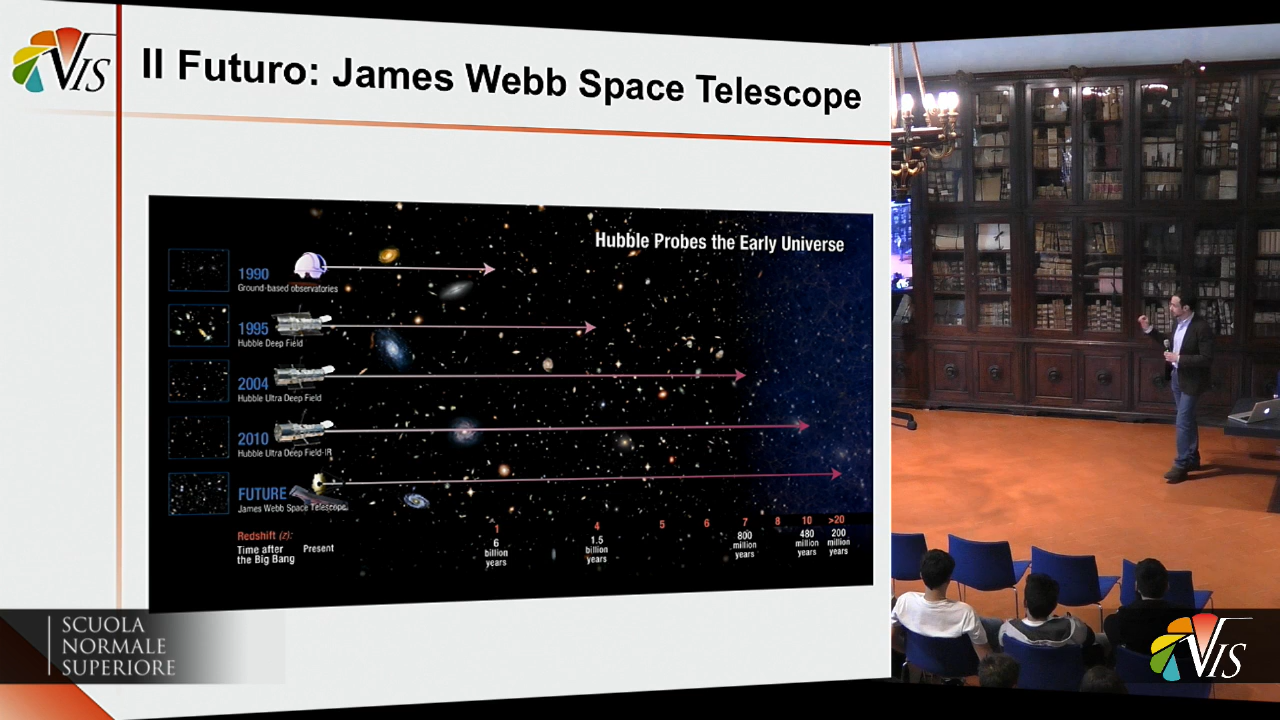 VIS
Il Futuro: James Webb Space Telescope
Hubble Probes the Early Universe
1990
Ground-based observatories
1995
Hubble Deep Field
2004
Hubble Ultra Deep Field
2010
Hubble Ultra Deep Field-IR
FUTURE
James Webb Space Telescope
Redshift (z): 1 4 5 6 7 8 10 >20
Time after
the Big Bang
Present
6
billion
years
1.5
billion
years
800
million
years
480
million
years
200
million
years
SCUOLA
NORMALE
SUPERIORE
VIS